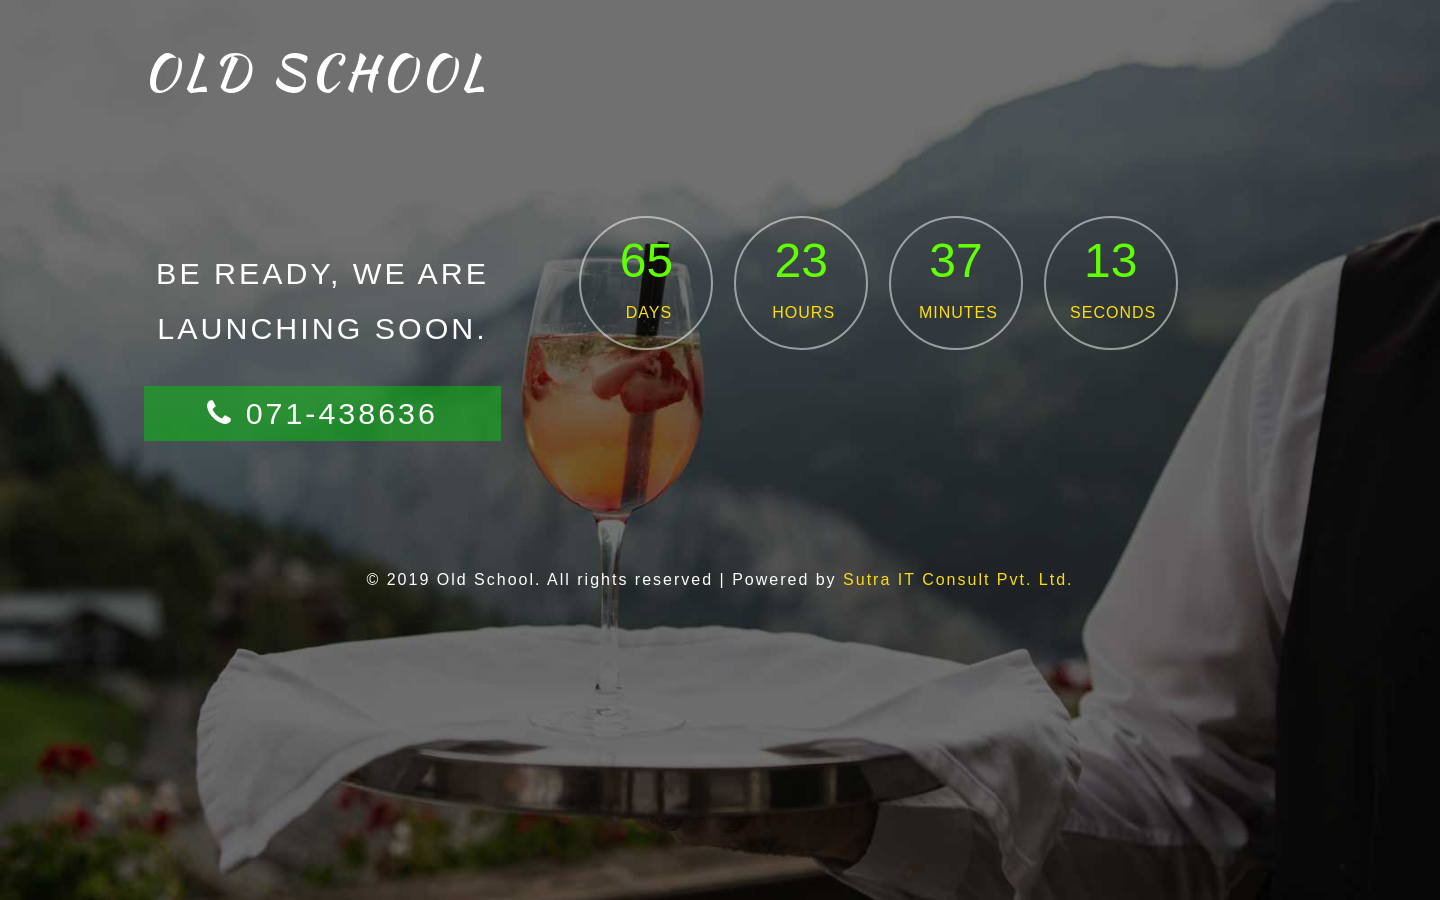 OLD SCHOOL
BE READY, WE ARE
LAUNCHING SOON.
071-438636
65 23 37 13
DAYS HOURS MINUTES SECONDS
© 2019 Old School. All rights reserved | Powered by Sutra IT Consult Pvt. Ltd.